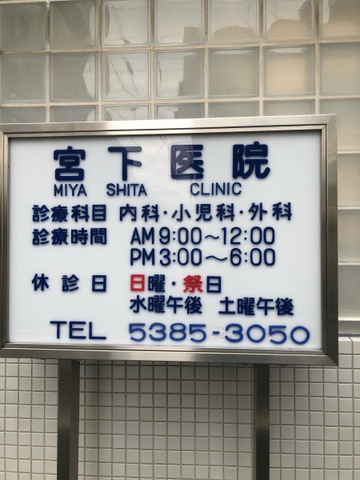 宮下医院
MIYA SHITA CLINIC
診療科目 内科・小児科・外科
診療時間 AM 9:00～12:00
PM 3:00～6:00
休診日 日曜・祭日
水曜午後 土曜午後
TEL 5385-3050